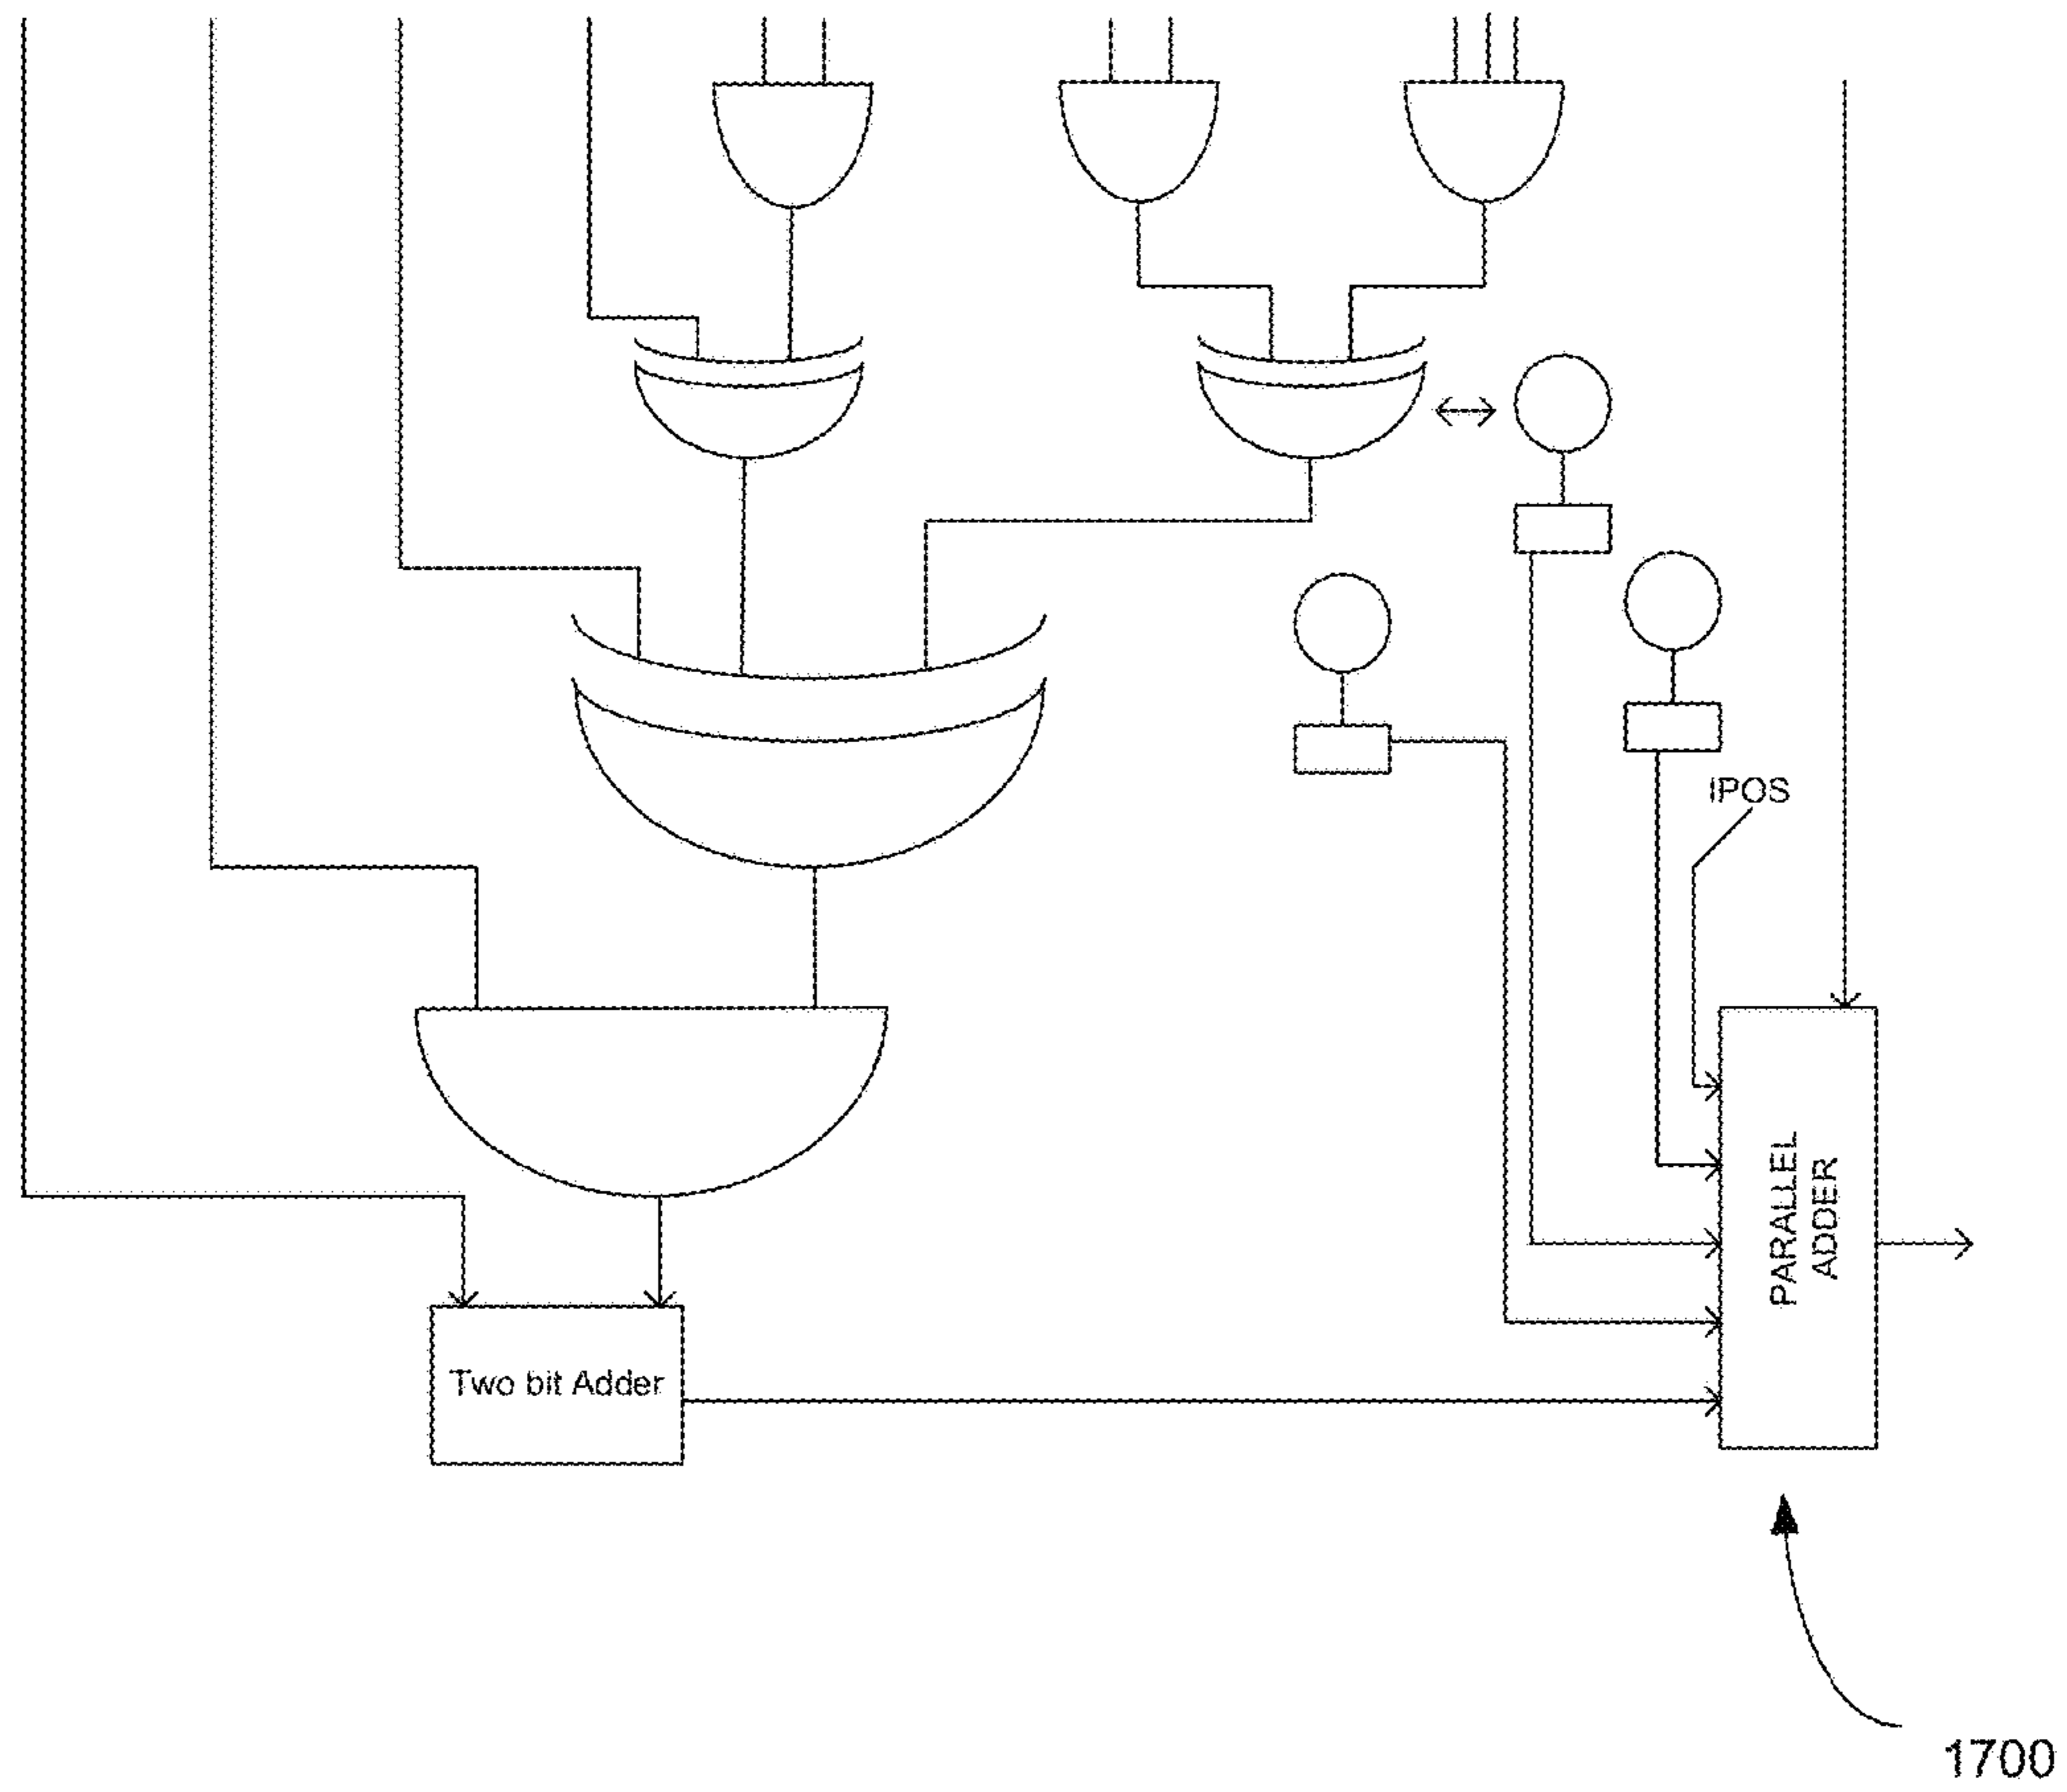 IPOS
PARALLEL
ADDER
Two bit Adder
1700